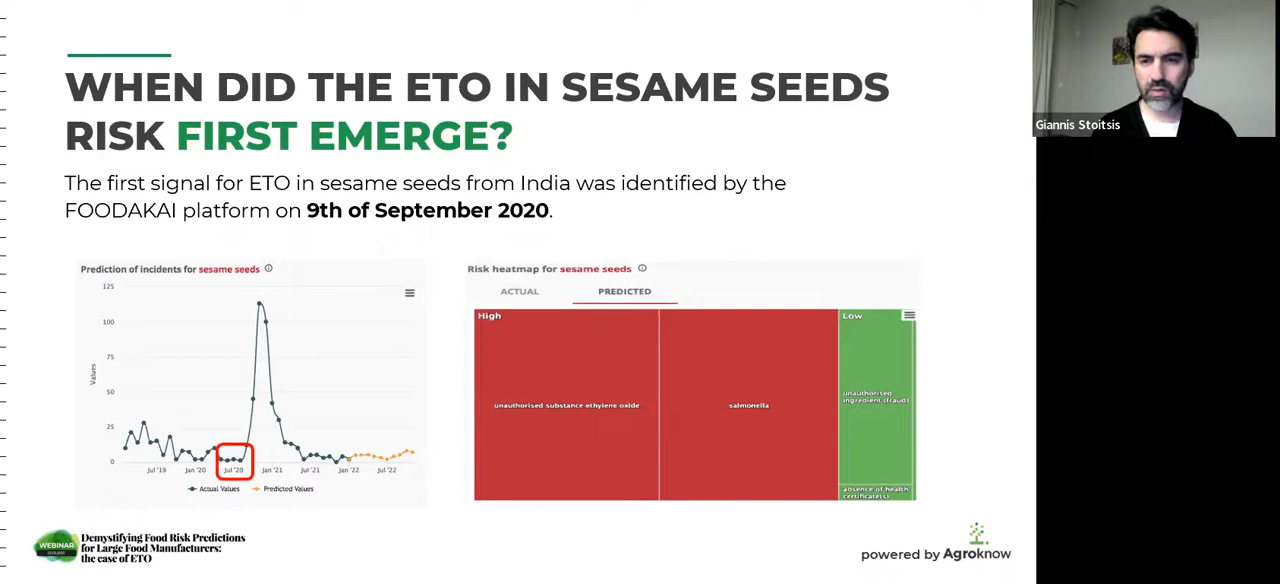 WHEN DID THE ETO IN SESAME SEEDS
RISK FIRST EMERGE?
The first signal for ETO in sesame seeds from India was identified by the
FOODAKAI platform on 9th of September 2020.
Prediction of incidents for sesame seeds
125
100
75
50
25
0
Values
Jul '19
Jan '20
Jul '20
Jan '21
Jul '21
Jan '22
Jul '22
Actual Values
Predicted Values
Risk heatmap for sesame seeds
ACTUAL
PREDICTED
High
unauthorised substance ethylene oxide
salmonella
Low
unauthorised
ingredient (fraud)
absence of health
certificate(s)
WEBINAR
Demystifying Food Risk Predictions
for Large Food Manufacturers:
the case of ETO
powered by Agroknow
Giannis Stoitsis